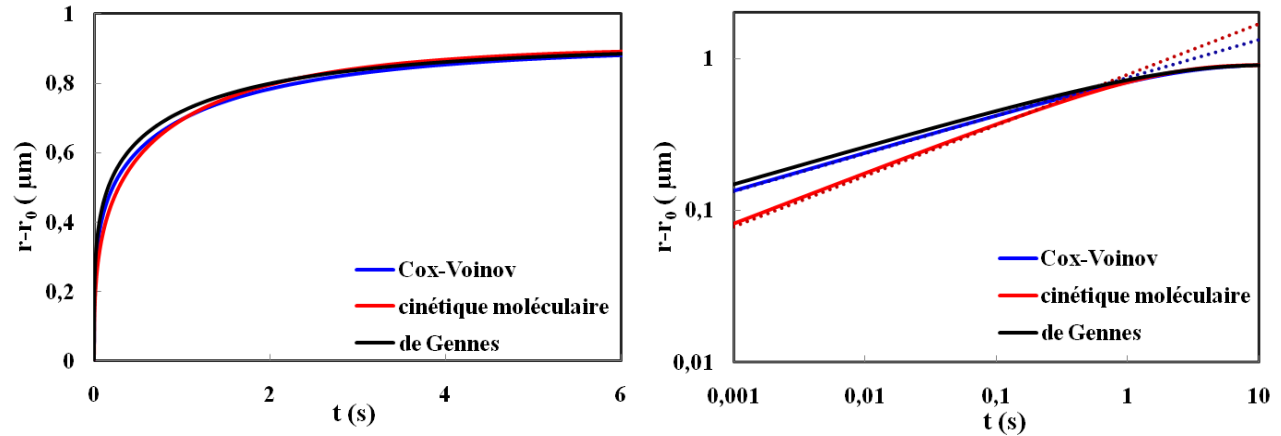 1
0,8
0,6
0,4
0,2
0
r-r0 ( µm)
Cox-Voinov
cinétique moléculaire
de Gennes
0 2 4 6
t (s)
1
0,1
0,01
r-r0 ( µm)
Cox-Voinov
cinétique moléculaire
de Gennes
0,001 0,01 0,1 1 10
t (s)